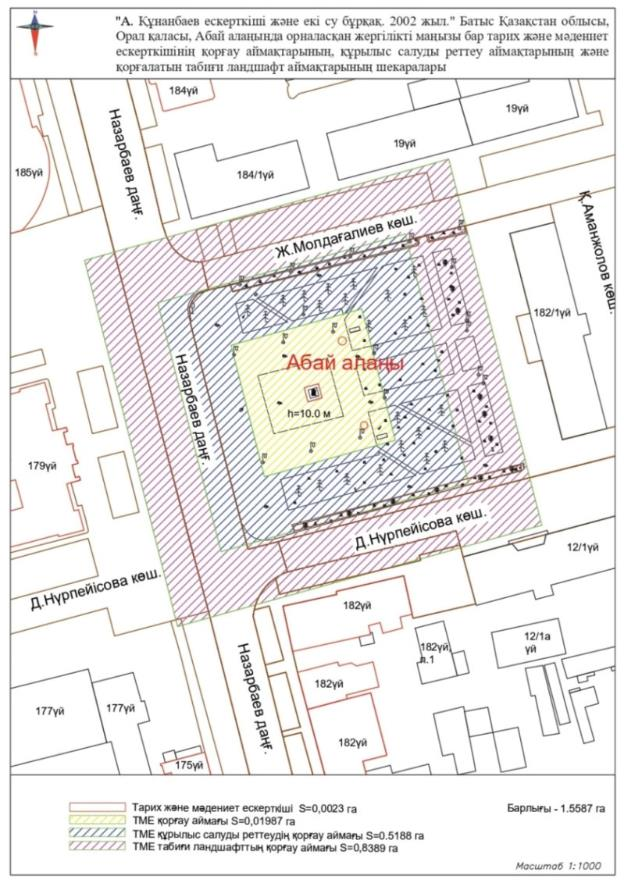 "А. Құнанбаев ескерткіші және екі су бұрқақ. 2002 жыл." Батыс Қазақстан облысы,
Орал қаласы, Абай алаңында орналасқан жергілікті маңызы бар тарих және мәдениет
ескерткішінің қорғау аймақтарының, құрылыс салуды реттеу аймақтарының және
қорғалатын табиғи ландшафт аймақтарының шекаралары
184үй
19үй
Назарбаев даңғ.
19үй
185үй
184/1үй
Қ.Аманжолов көш.
Ж.Молдағалиев көш.
182/1үй
Назарбаев даңғ.
Абай алаңы
h=10.0 м
179үй
Д.Нүрпейісова көш.
12/1үй
Д.Нүрпейісова көш.
182үй
12/1а
үй
182үй,
п.1
Назарбаев даңғ.
182үй
177үй
177үй
182үй
175үй
Тарих және мәдениет ескерткіші S=0,0023 га
Барлығы - 1.5587 га
ТМЕ қорғау аймағы S=0,01987 га
ТМЕ құрылыс салуды реттеудің қорғау аймағы S=0.5188 га
ТМЕ табиғи ландшафттың қорғау аймағы S=0,8389 га
Масштаб 1:1000